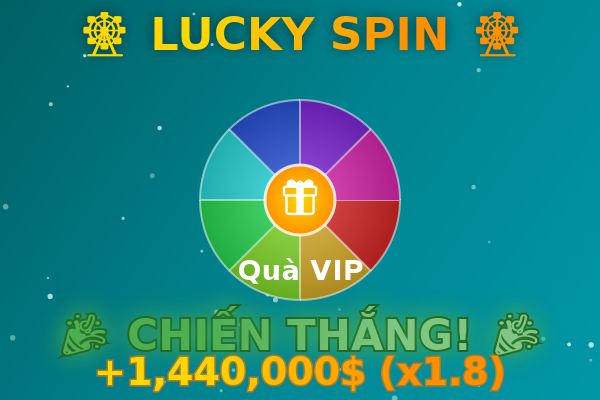 LUCKY SPIN
Quà VIP
CHIẾN THẮNG!
+1,440,000$ (x1.8)